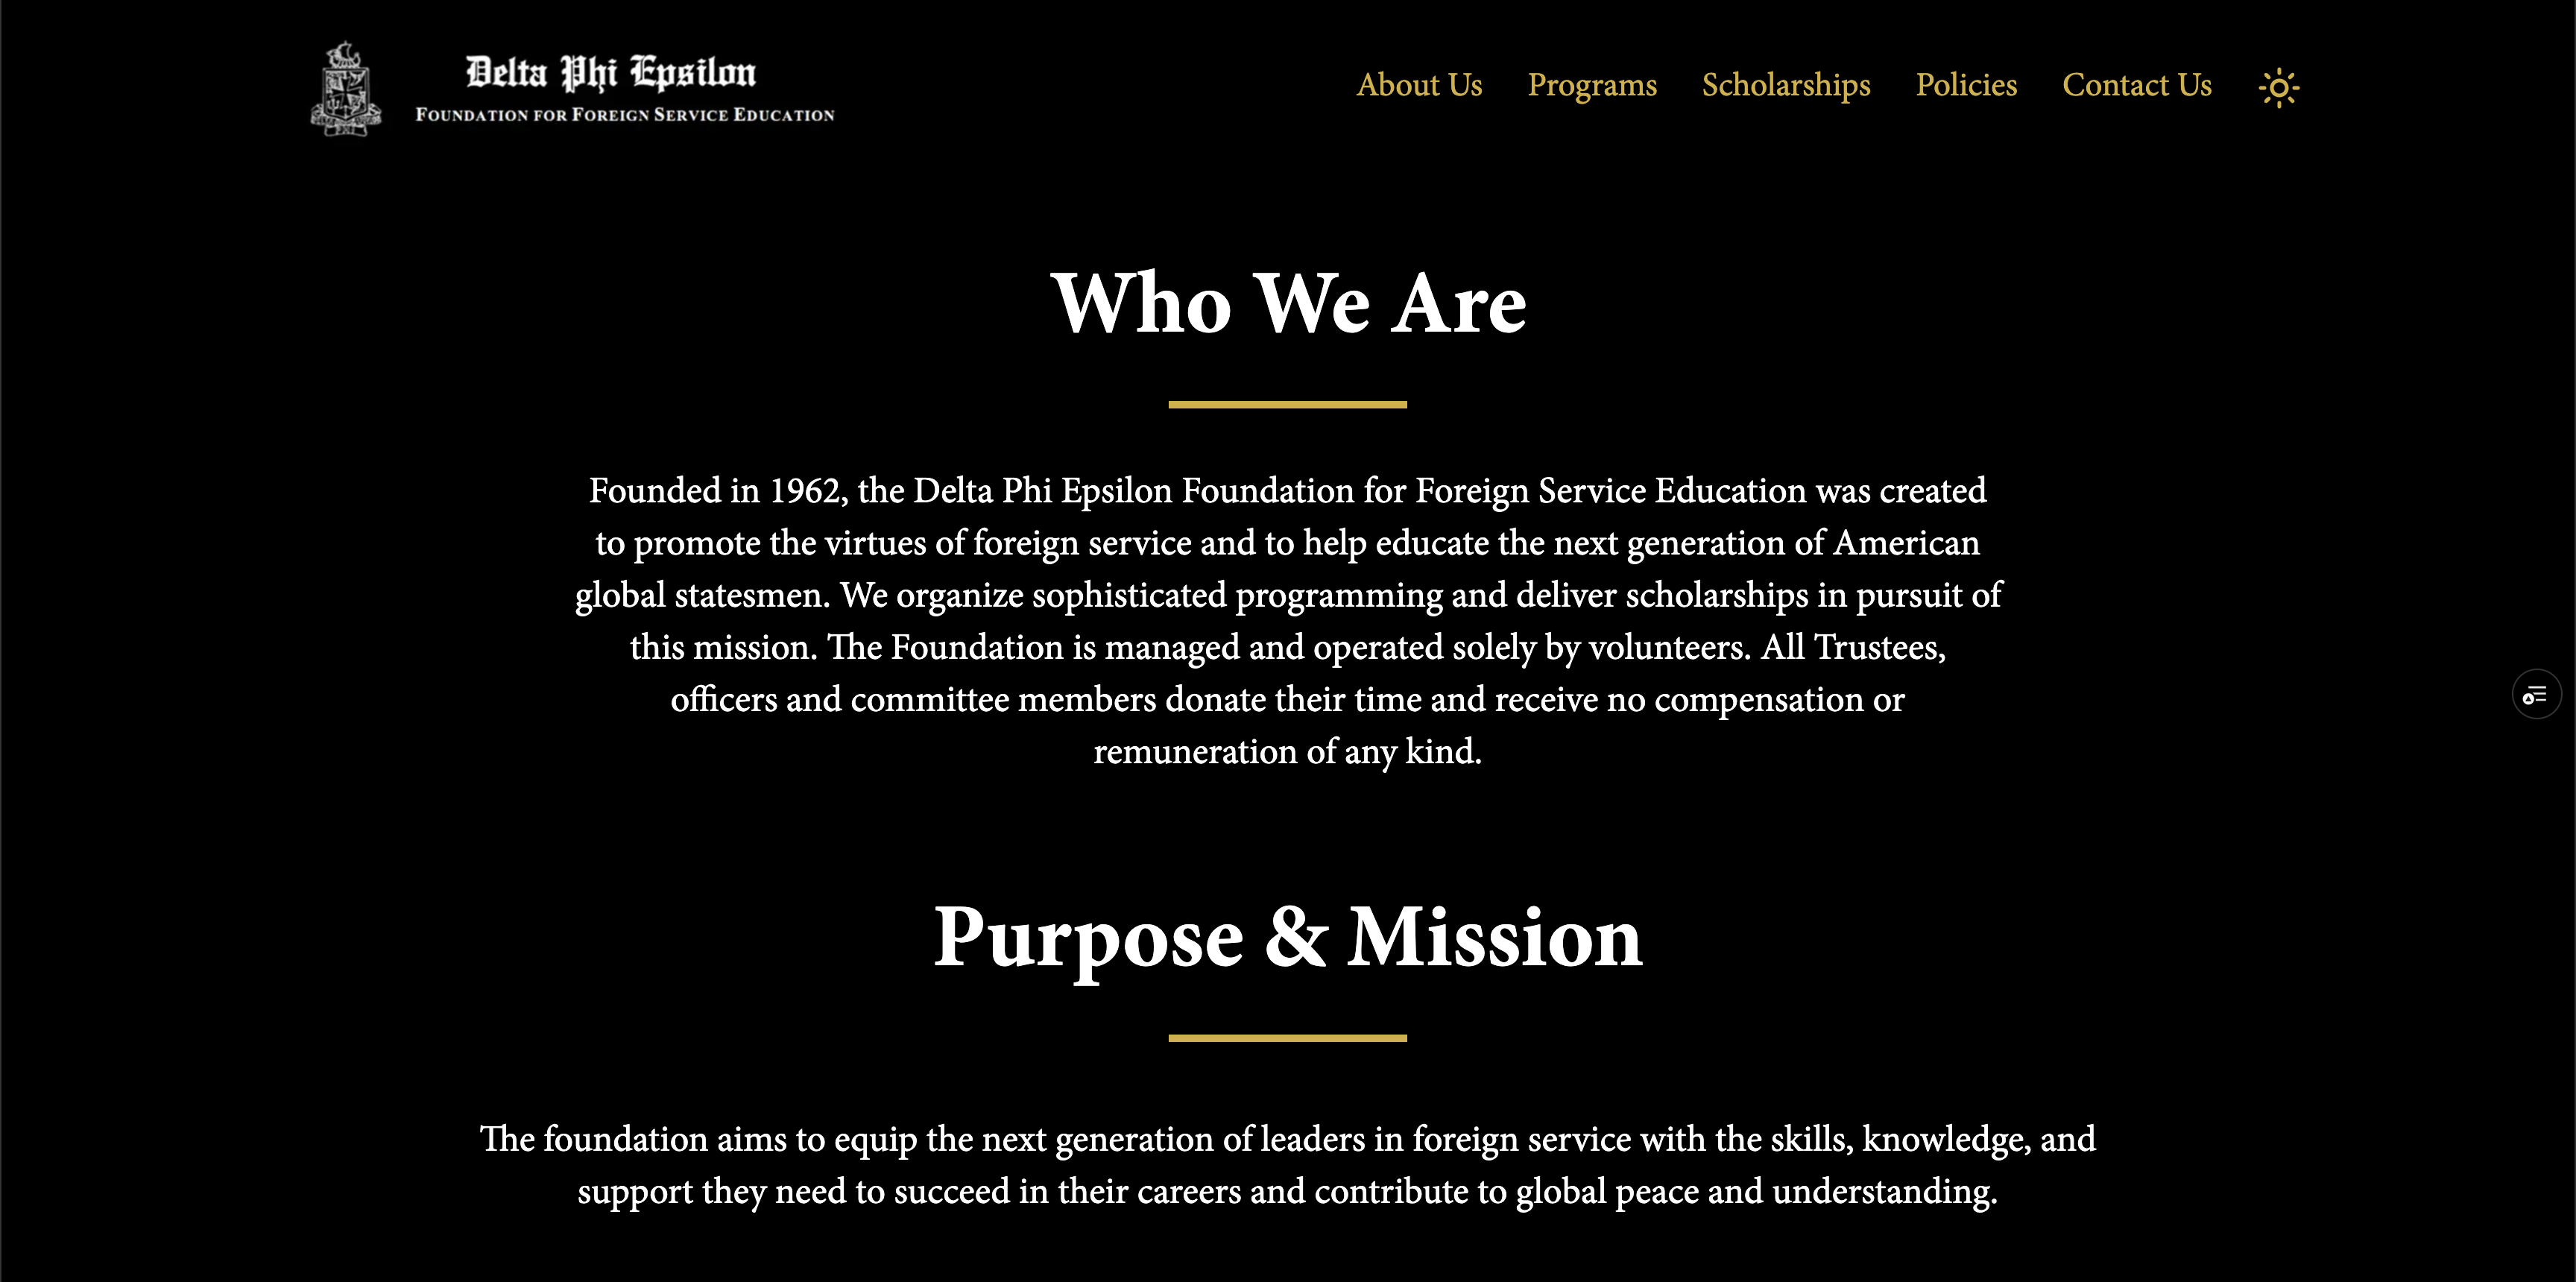 Delta Phi Epsilon
Foundation for Foreign Service Education
About Us Programs Scholarships Policies Contact Us
Who We Are
Founded in 1962, the Delta Phi Epsilon Foundation for Foreign Service Education was created
to promote the virtues of foreign service and to help educate the next generation of American
global statesmen. We organize sophisticated programming and deliver scholarships in pursuit of
this mission. The Foundation is managed and operated solely by volunteers. All Trustees,
officers and committee members donate their time and receive no compensation or
remuneration of any kind.
Purpose & Mission
The foundation aims to equip the next generation of leaders in foreign service with the skills, knowledge, and
support they need to succeed in their careers and contribute to global peace and understanding.